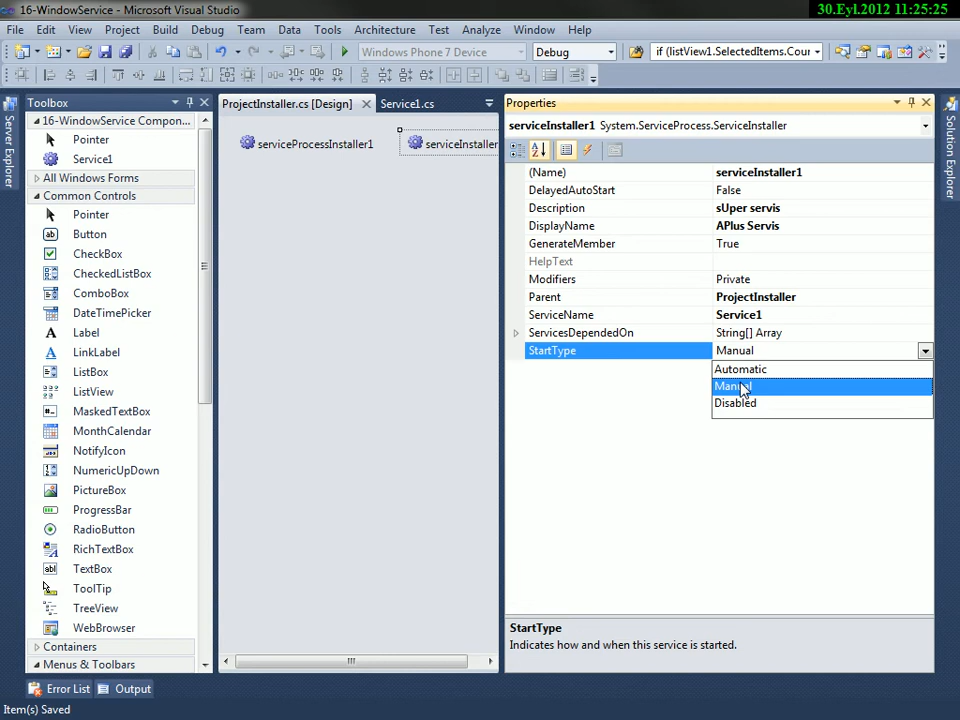 16-WindowService - Microsoft Visual Studio
30.Eyl.2012 11:25:25
File Edit View Project Build Debug Team Data Tools Architecture Test Analyze Window Help
Windows Phone 7 Device Debug if (listView1.SelectedItems.Cour
Server Explorer
Toolbox
16-WindowService Compon...
Pointer
Service1
All Windows Forms
Common Controls
Pointer
Button
CheckBox
CheckedListBox
ComboBox
DateTimePicker
Label
LinkLabel
ListBox
ListView
MaskedTextBox
MonthCalendar
NotifyIcon
NumericUpDown
PictureBox
ProgressBar
RadioButton
RichTextBox
TextBox
ToolTip
TreeView
WebBrowser
Containers
Menus & Toolbars
ProjectInstaller.cs [Design] Service1.cs
serviceProcessInstaller1 serviceInstaller
Properties
serviceInstaller1 System.ServiceProcess.ServiceInstaller
(Name) serviceInstaller1
DelayedAutoStart False
Description sUper servis
DisplayName APlus Servis
GenerateMember True
HelpText
Modifiers Private
Parent ProjectInstaller
ServiceName Service1
ServicesDependedOn String[] Array
StartType Manual
Automatic
Manual
Disabled
StartType
Indicates how and when this service is started.
Solution Explorer
Error List Output
Item(s) Saved